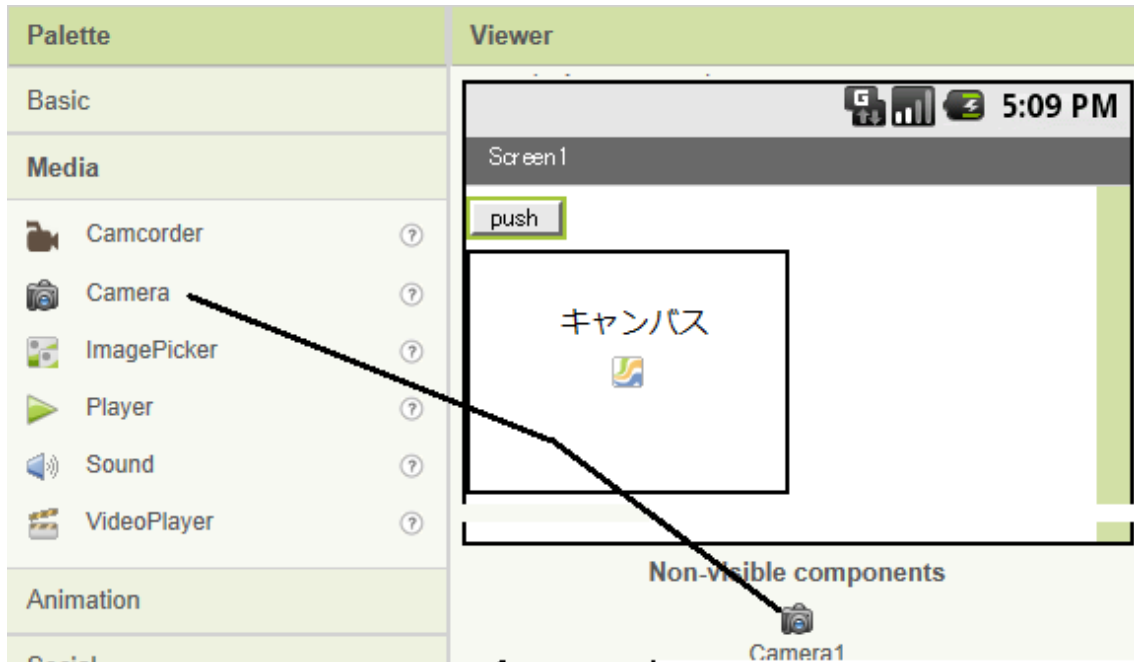 Palette
Basic
Media
Camcorder
Camera
ImagePicker
Player
Sound
VideoPlayer
Animation
Viewer
5:09 PM
Screen1
push
キャンバス
Non-visible components
Camera1